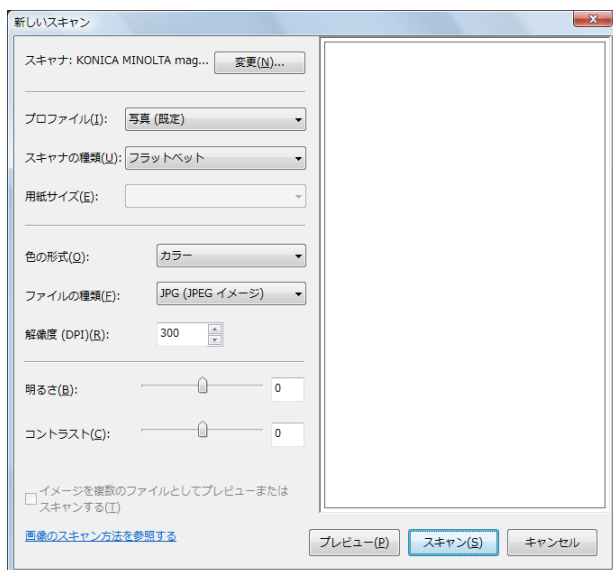 新しいスキャン
スキャナ: KONICA MINOLTA mag... 変更(N)...
プロファイル(I): 写真 (既定)
スキャナの種類(U): フラットベット
用紙サイズ(E):
色の形式(O): カラー
ファイルの種類(F): JPG (JPEG イメージ)
解像度 (DPI)(R): 300
明るさ(B): 0
コントラスト(C): 0
イメージを複数のファイルとしてプレビューまたは
スキャンする(T)
画像のスキャン方法を参照する
プレビュー(P) スキャン(S) キャンセル